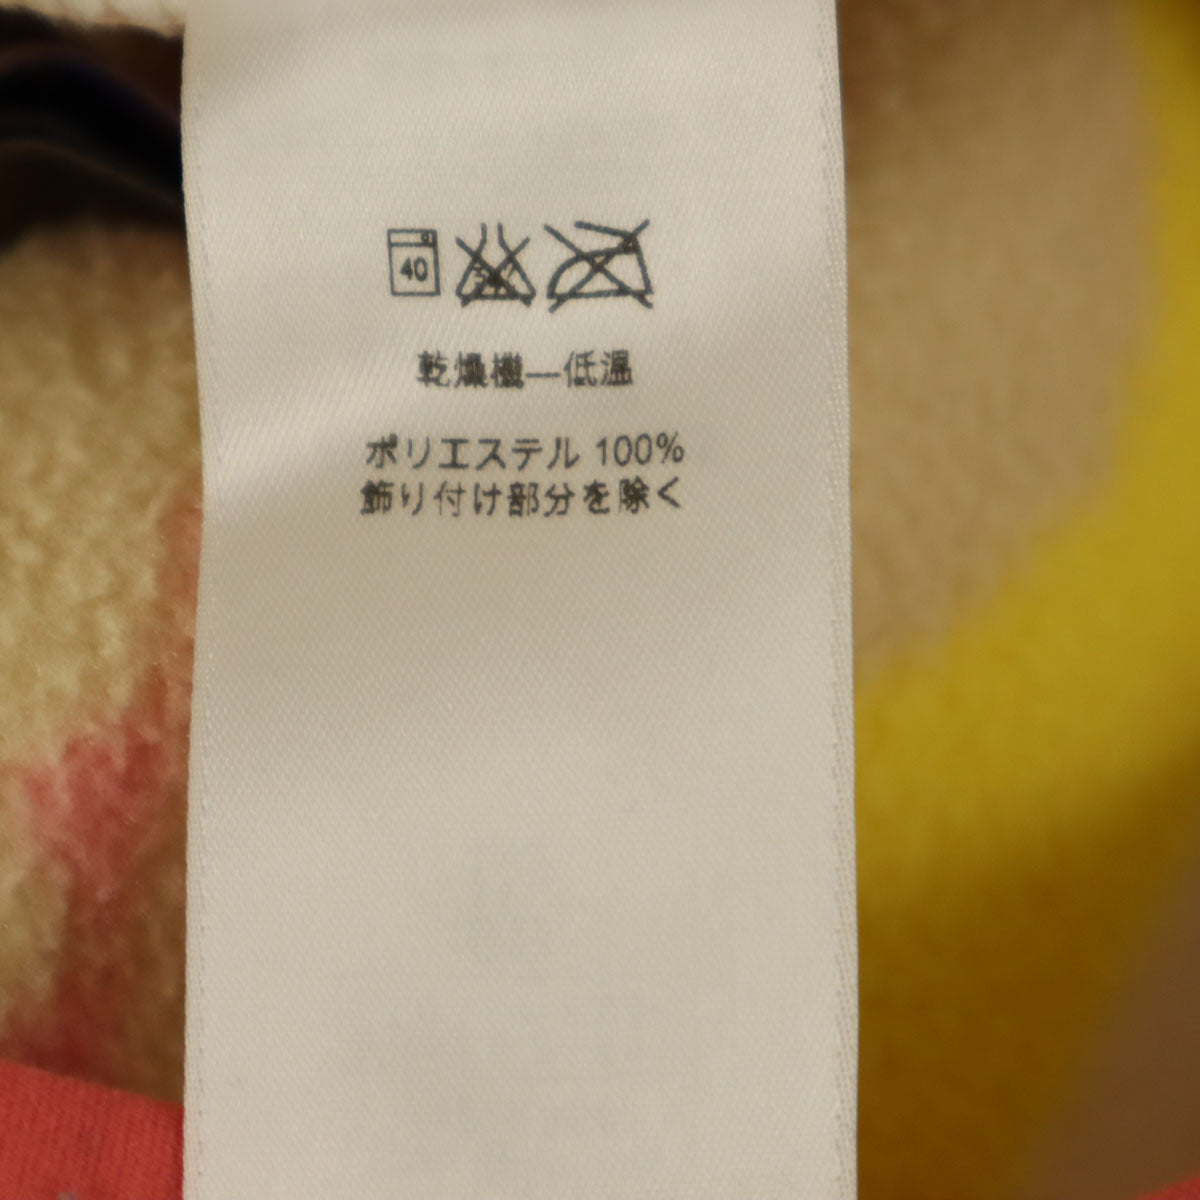 40
乾燥機―低温
ポリエステル 100%
飾り付け部分を除く